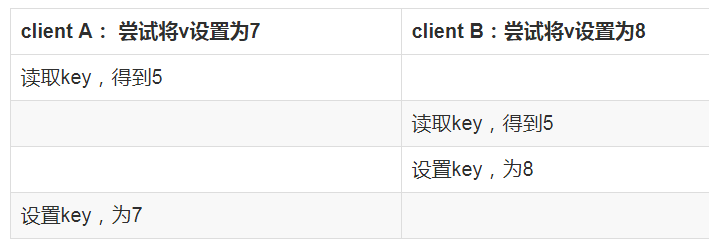 client A： 尝试将v设置为7
client B：尝试将v设置为8
读取key，得到5
读取key，得到5
设置key，为8
设置key，为7